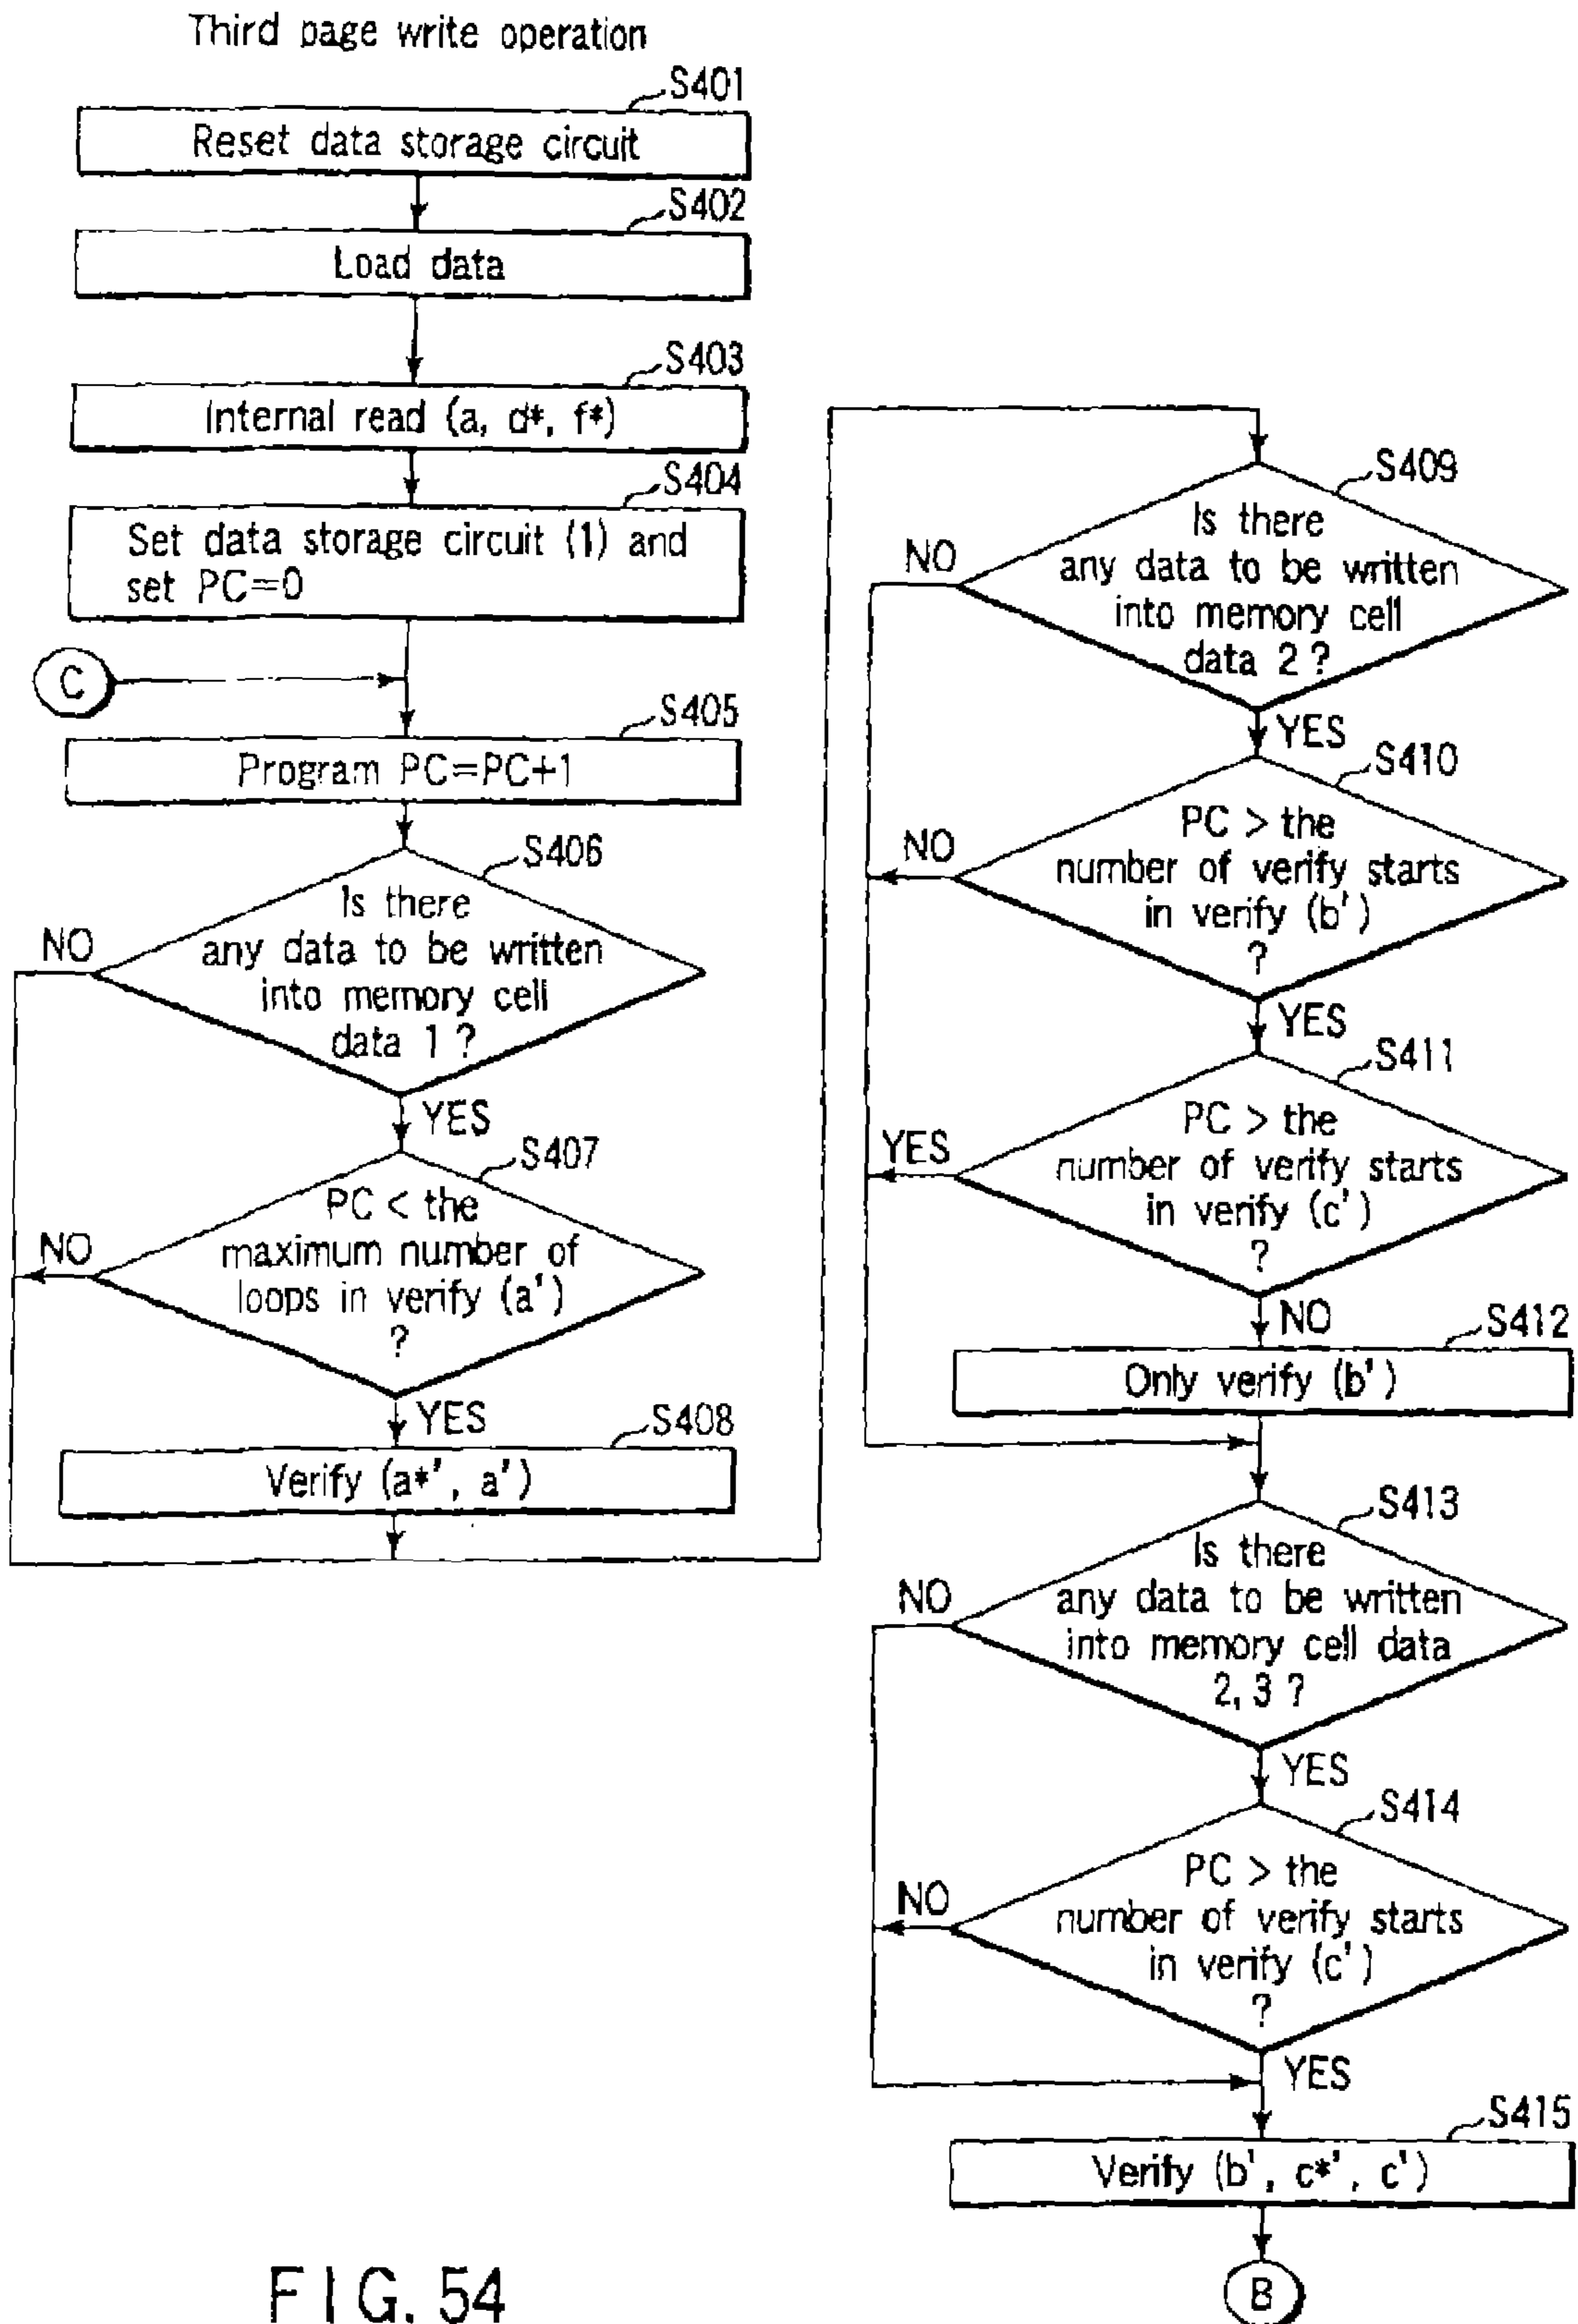 Third page write operation
S401
Reset data storage circuit
S402
Load data
S403
Internal read (a, d*, f*)
S404
Set data storage circuit (1) and
set PC=0
C
S405
Program PC=PC+1
S406
Is there
any data to be written
into memory cell
data 1 ?
NO
YES
S407
PC < the
maximum number of
loops in verify (a')
?
NO
YES
S408
Verify (a*', a')
S409
Is there
any data to be written
into memory cell
data 2 ?
NO
YES
S410
PC > the
number of verify starts
in verify (b')
?
NO
YES
S411
PC > the
number of verify starts
in verify (c')
?
YES
NO
S412
Only verify (b')
S413
Is there
any data to be written
into memory cell data
2, 3 ?
NO
YES
S414
PC > the
number of verify starts
in verify (c')
?
NO
YES
S415
Verify (b', c*', c')
B
FIG. 54